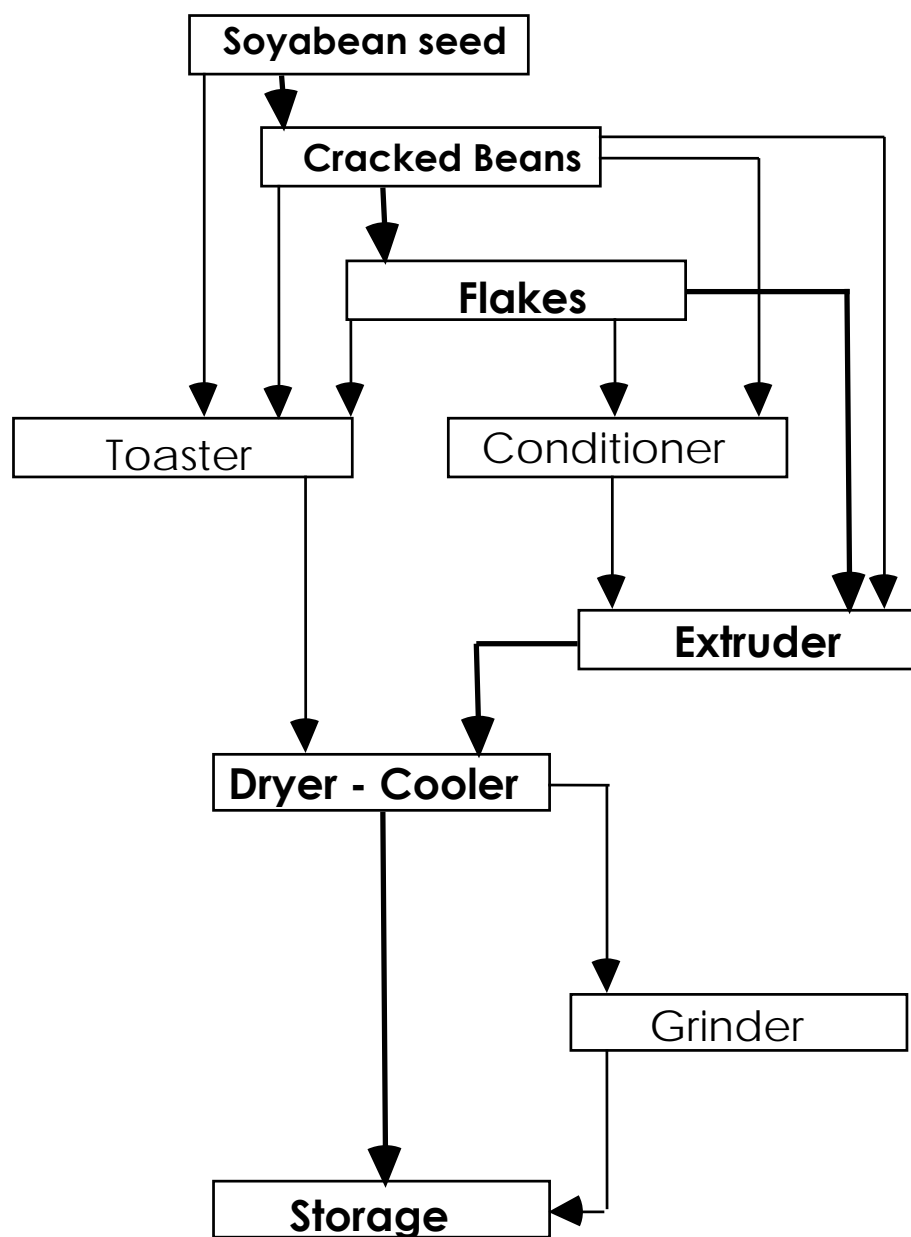 Soyabean seed
Cracked Beans
Flakes
Toaster
Conditioner
Extruder
Dryer - Cooler
Grinder
Storage